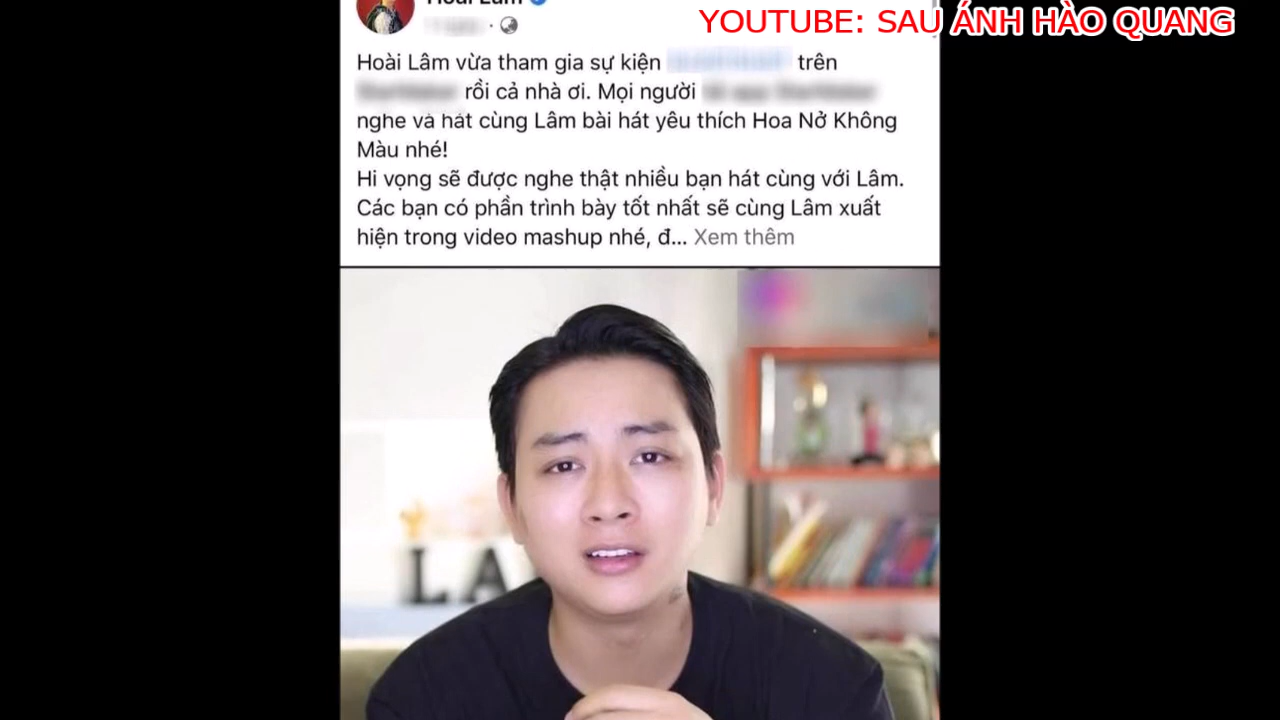 Hoài Lâm
YOUTUBE: SAU ÁNH HÀO QUANG
Hoài Lâm vừa tham gia sự kiện trên
rồi cả nhà ơi. Mọi người
nghe và hát cùng Lâm bài hát yêu thích Hoa Nở Không
Màu nhé!
Hi vọng sẽ được nghe thật nhiều bạn hát cùng với Lâm.
Các bạn có phần trình bày tốt nhất sẽ cùng Lâm xuất
hiện trong video mashup nhé, đ... Xem thêm
LA